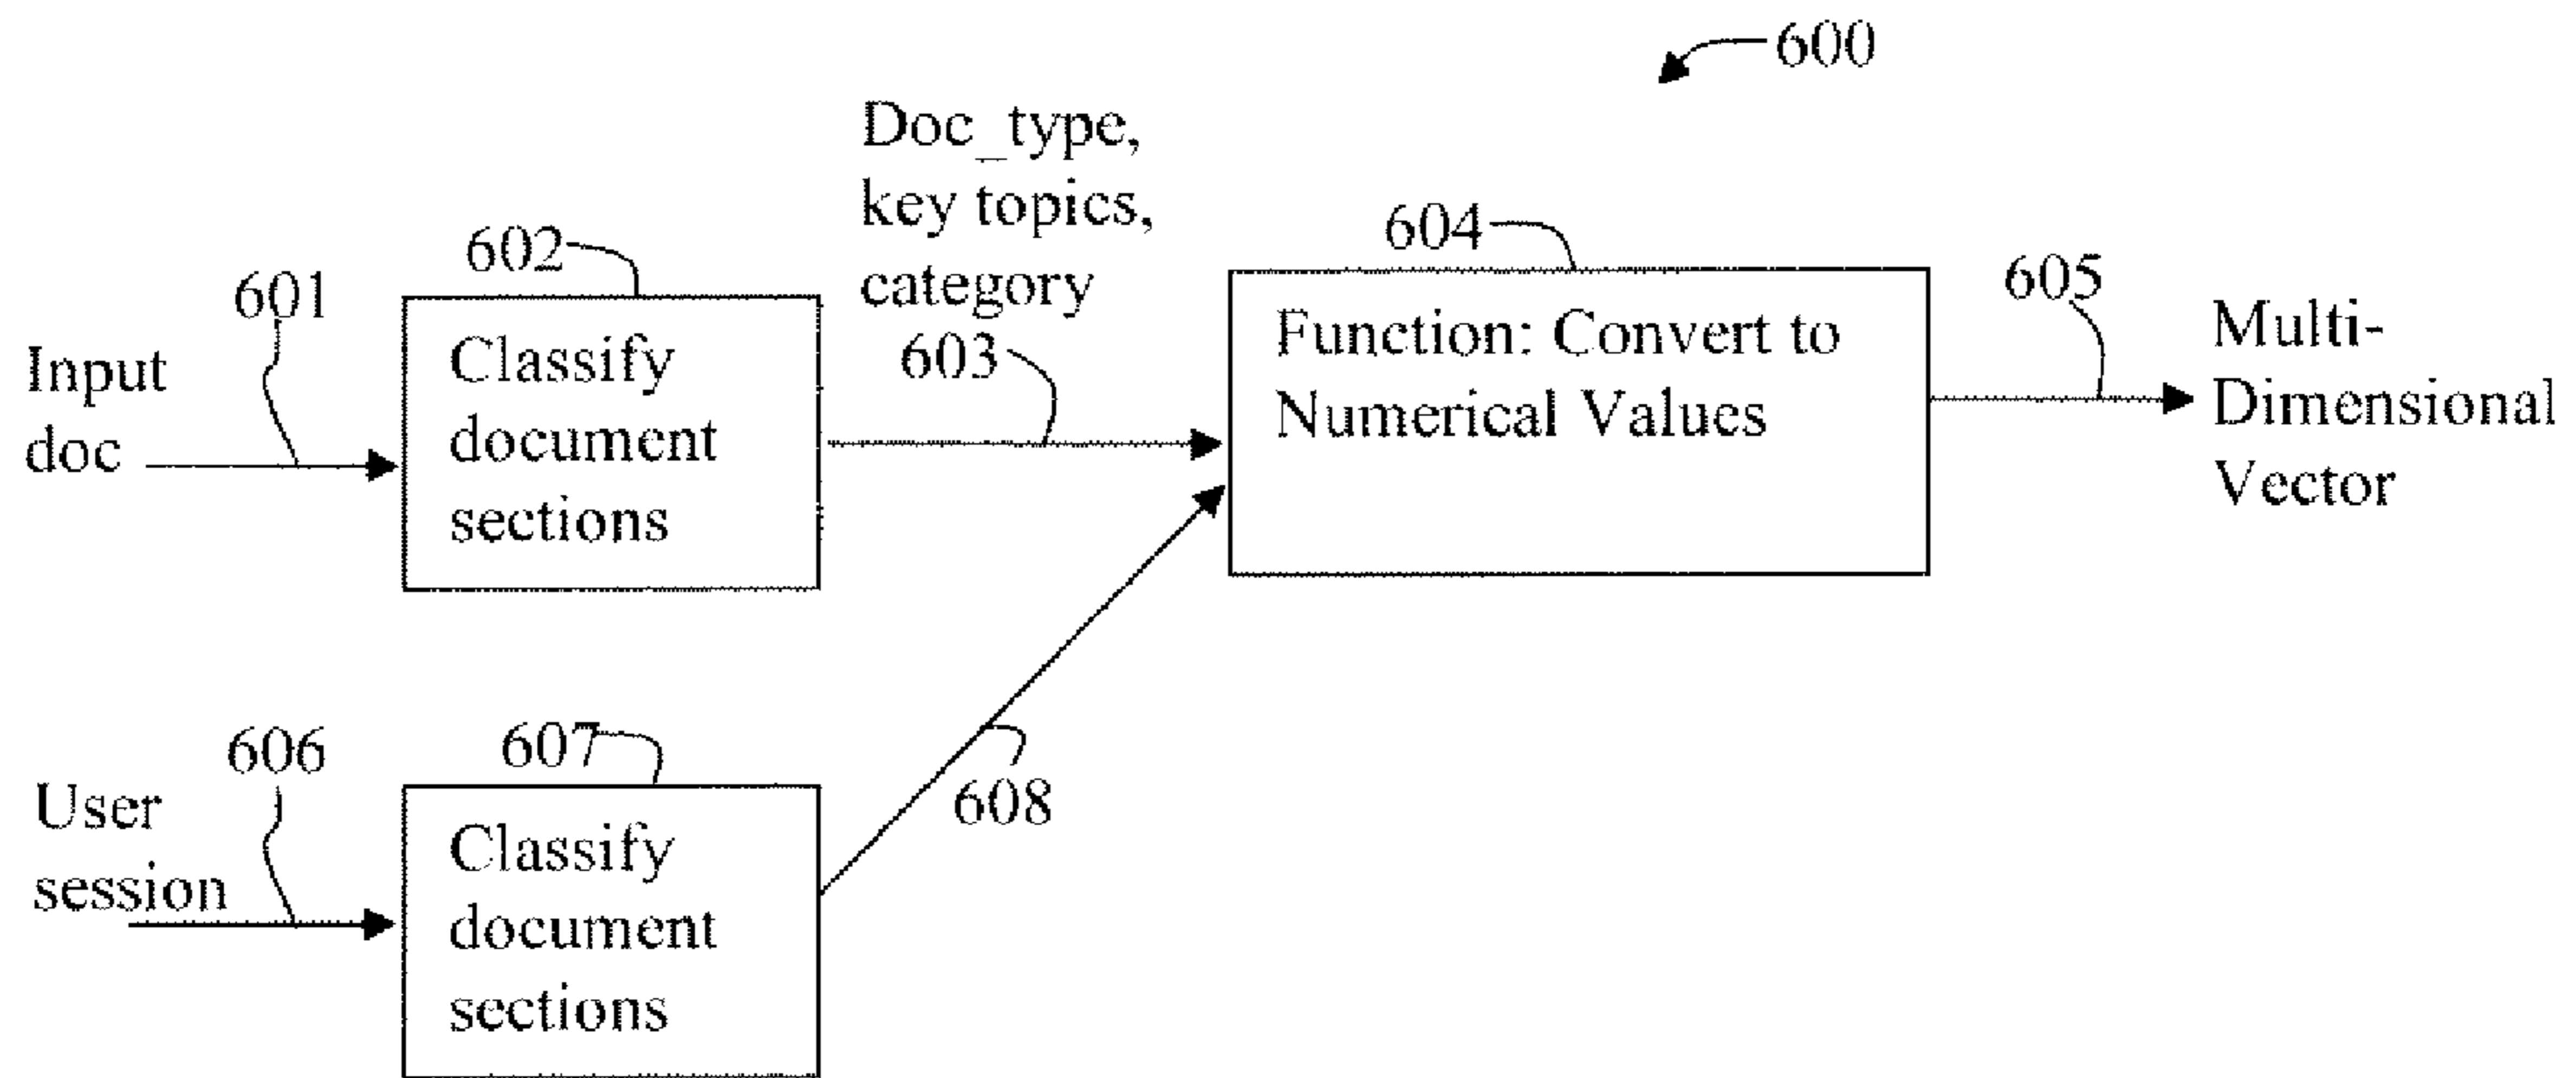 600
Doc_type,
key topics,
category
603
602
601
Input
doc
Classify
document
sections
604
Function: Convert to
Numerical Values
605
Multi-
Dimensional
Vector
606
User
session
607
Classify
document
sections
608